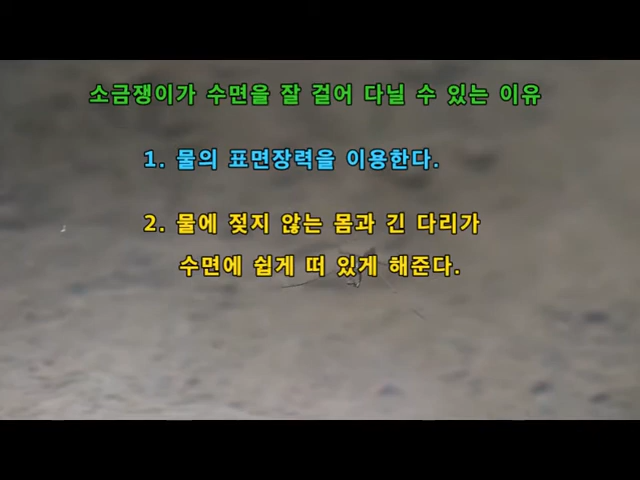 소금쟁이가 수면을 잘 걸어 다닐 수 있는 이유
1. 물의 표면장력을 이용한다.
2. 물에 젖지 않는 몸과 긴 다리가
수면에 쉽게 떠 있게 해준다.